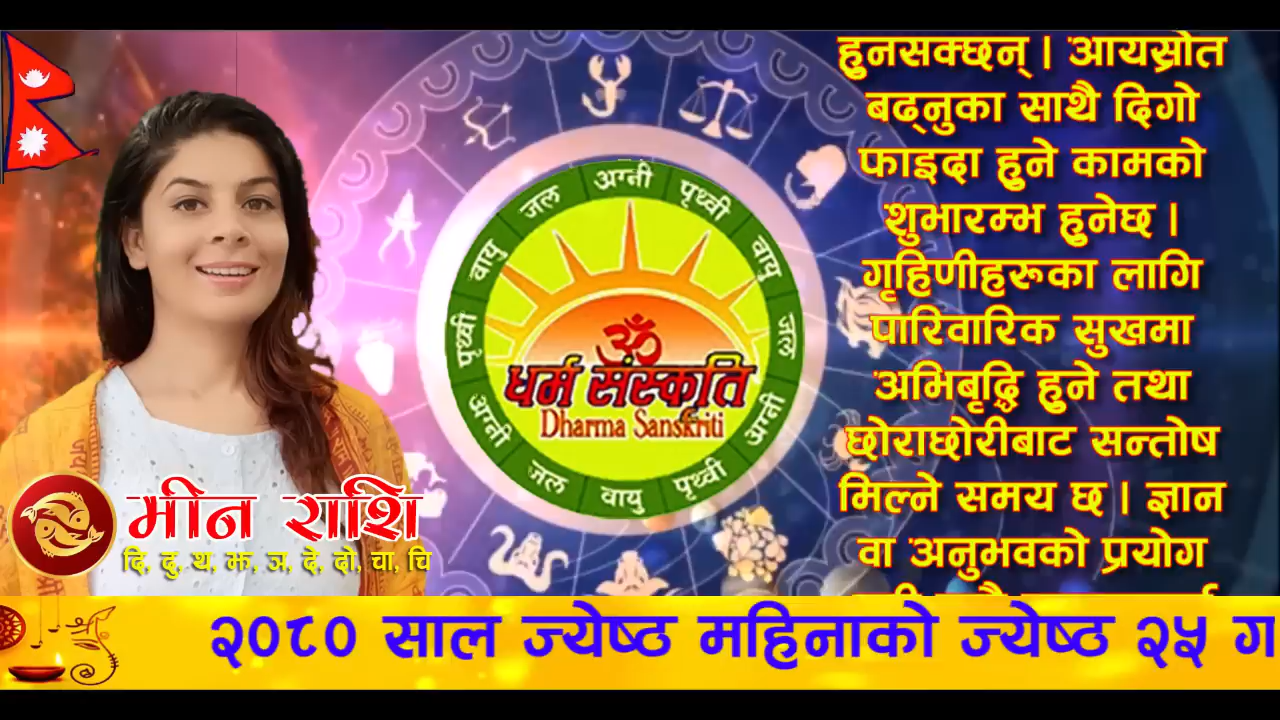 हुनसक्छन् । आयस्रोत
बढ्नुका साथै दिगो
फाइदा हुने कामको
शुभारम्भ हुनेछ ।
गृहिणीहरूका लागि
पारिवारिक सुखमा
अभिबृद्धि हुने तथा
छोराछोरीबाट सन्तोष
मिल्ने समय छ । ज्ञान
वा अनुभवको प्रयोग
अग्नी
पृथ्वी
वायु
जल
अग्नी
पृथ्वी
वायु
जल
अग्नी
पृथ्वी
वायु
जल
ॐ
धर्म संस्कृति
Dharma Sanskriti
मीन राशि
दि, दु, थ, झ, ञ, दे, दो, चा, चि
श्री
२०८० साल ज्येष्ठ महिनाको ज्येष्ठ २५ ग